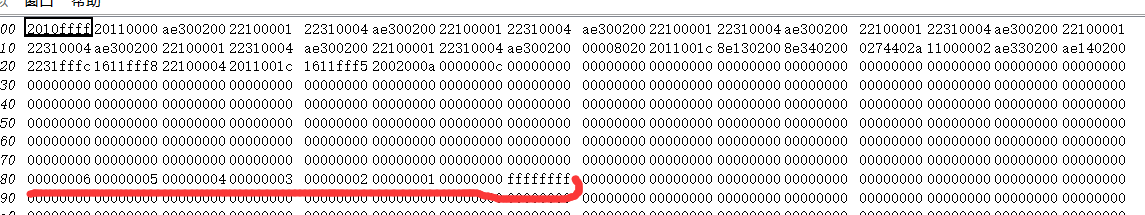 窗口 帮助
00 2010ffff 20110000 ae300200 22100001 22310004 ae300200 22100001 22310004 ae300200 22100001 22310004 ae300200 22100001 22310004 ae300200 22100001
10 22310004 ae300200 22100001 22310004 ae300200 22100001 22310004 ae300200 00008020 2011001c 8e130200 8e340200 0274402a 11000002 ae330200 ae140200
20 2231fffc 1611fff8 22100004 2011001c 1611fff5 2002000a 0000000c 00000000 00000000 00000000 00000000 00000000 00000000 00000000 00000000 00000000
30 00000000 00000000 00000000 00000000 00000000 00000000 00000000 00000000 00000000 00000000 00000000 00000000 00000000 00000000 00000000 00000000
40 00000000 00000000 00000000 00000000 00000000 00000000 00000000 00000000 00000000 00000000 00000000 00000000 00000000 00000000 00000000 00000000
50 00000000 00000000 00000000 00000000 00000000 00000000 00000000 00000000 00000000 00000000 00000000 00000000 00000000 00000000 00000000 00000000
60 00000000 00000000 00000000 00000000 00000000 00000000 00000000 00000000 00000000 00000000 00000000 00000000 00000000 00000000 00000000 00000000
70 00000000 00000000 00000000 00000000 00000000 00000000 00000000 00000000 00000000 00000000 00000000 00000000 00000000 00000000 00000000 00000000
80 00000006 00000005 00000004 00000003 00000002 00000001 00000000 ffffffff 00000000 00000000 00000000 00000000 00000000 00000000 00000000 00000000
90 00000000 00000000 00000000 00000000 00000000 00000000 00000000 00000000 00000000 00000000 00000000 00000000 00000000 00000000 00000000 00000000